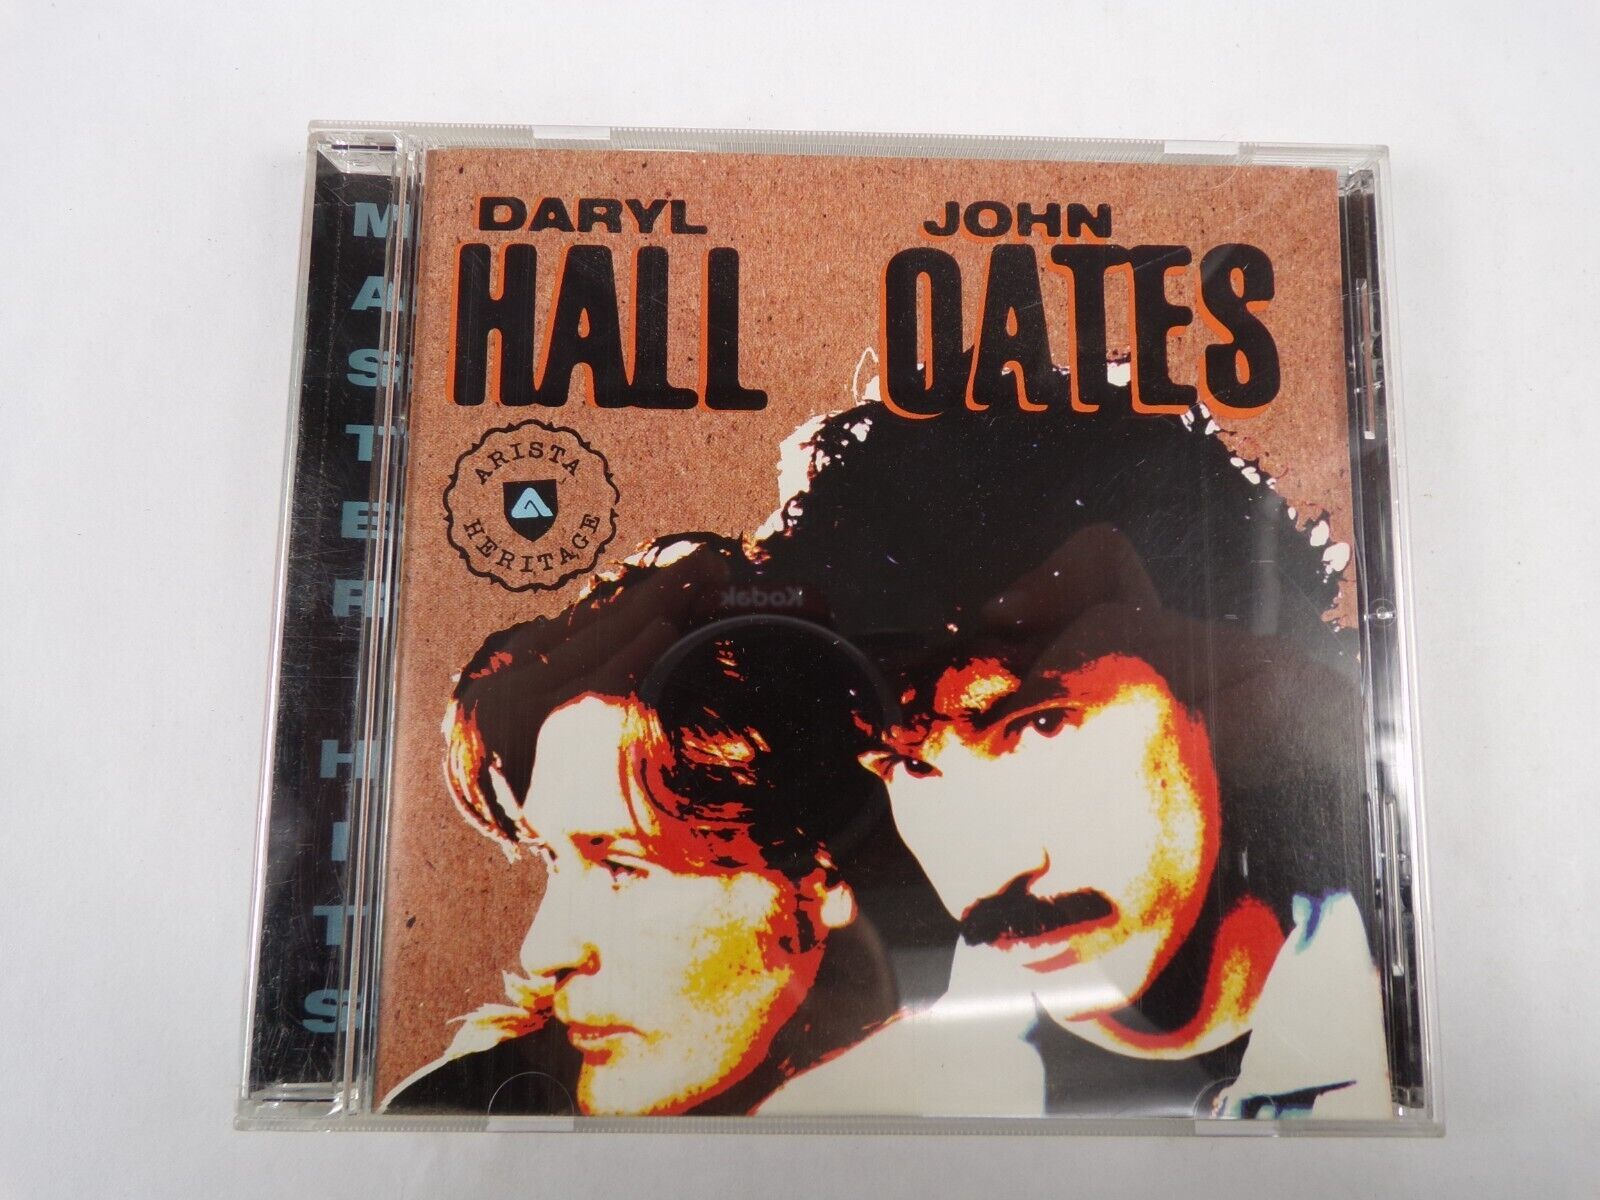 DARYL
HALL
JOHN
OATES
ARISTA
HERITAGE
MASTER HITS
Kodak